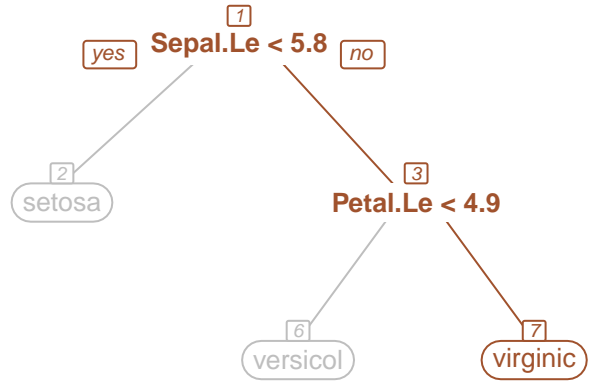 1
yes Sepal.Le < 5.8 no
2
setosa
3
Petal.Le < 4.9
6
versicol
7
virginic